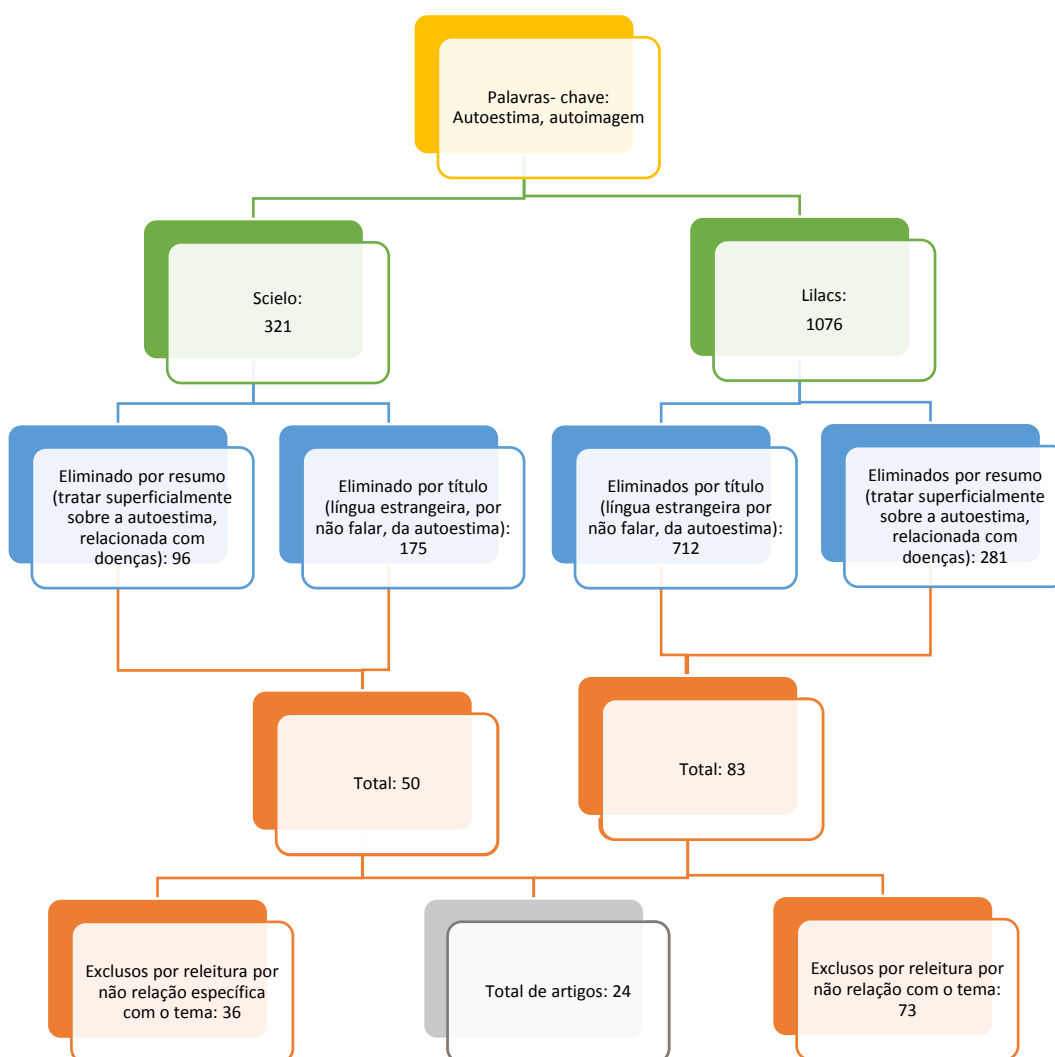 Palavras- chave:
Autoestima, autoimagem
Scielo:
321
Lilacs:
1076
Eliminado por resumo
(tratar superficialmente
sobre a autoestima,
relacionada com
doenças): 96
Eliminado por título
(língua estrangeira, por
não falar, da autoestima):
175
Eliminados por título
(língua estrangeira por
não falar, da autoestima):
712
Eliminados por resumo
(tratar superficialmente
sobre a autoestima,
relacionada com
doenças): 281
Total: 50
Total: 83
Exclusos por releitura por
não relação específica
com o tema: 36
Total de artigos: 24
Exclusos por releitura por
não relação com o tema:
73